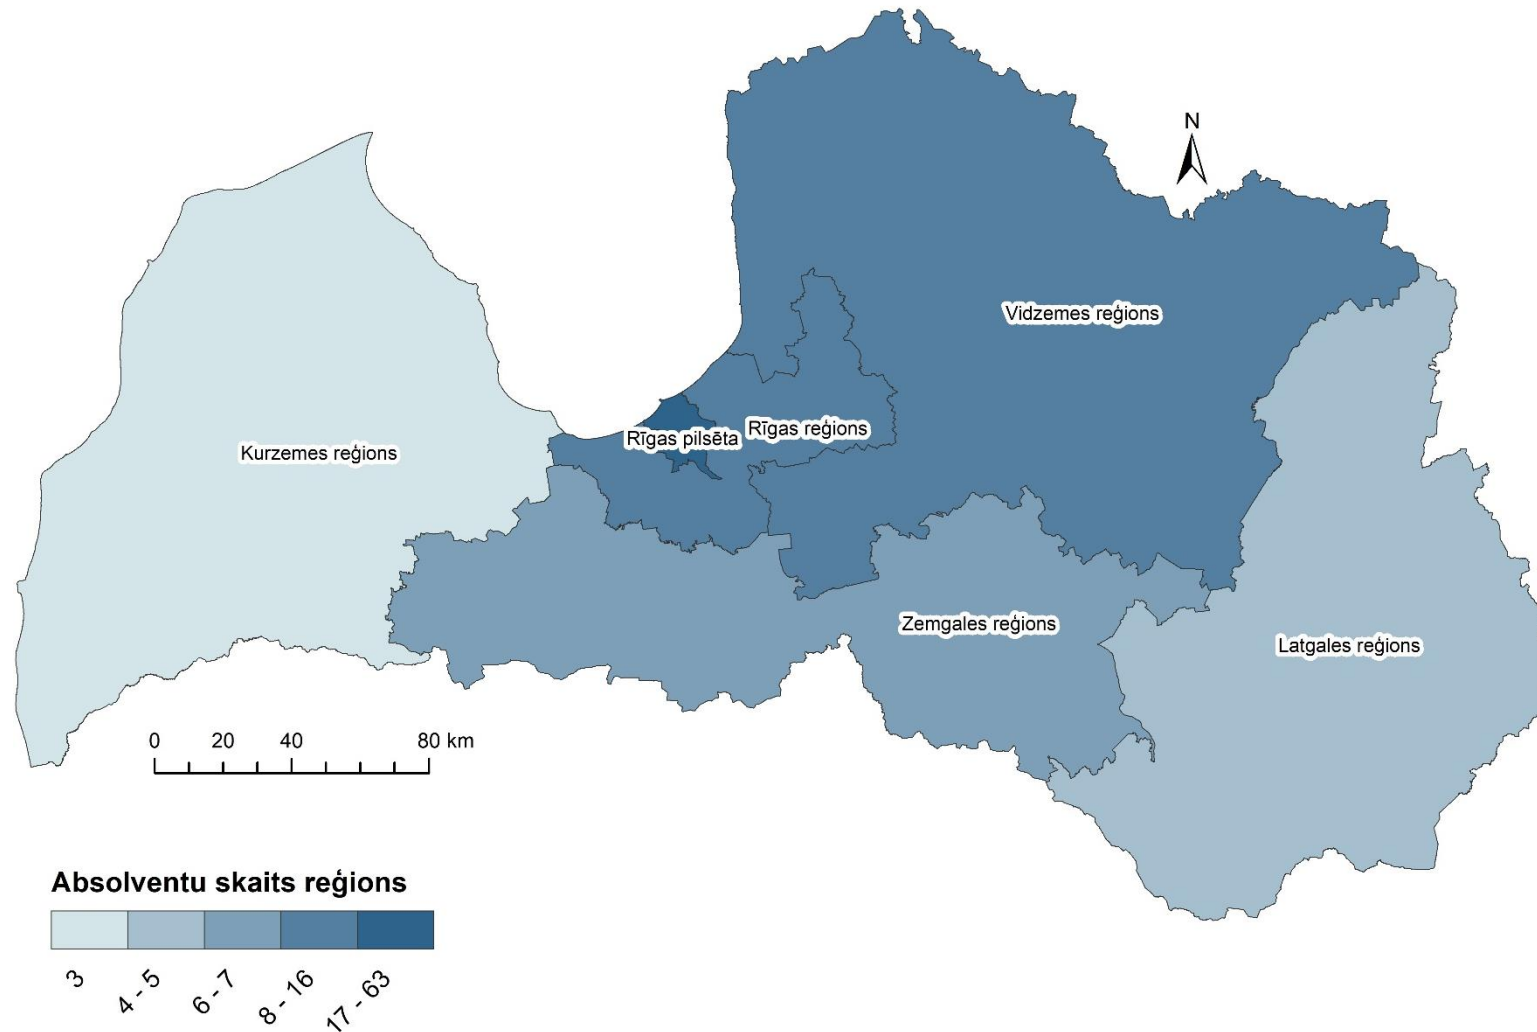 N
Vidzemes reģions
Rīgas pilsēta
Rīgas reģions
Kurzemes reģions
Zemgales reģions
Latgales reģions
0 20 40 80 km
Absolventu skaits reģions
3
4 - 5
6 - 7
8 - 16
17 - 63